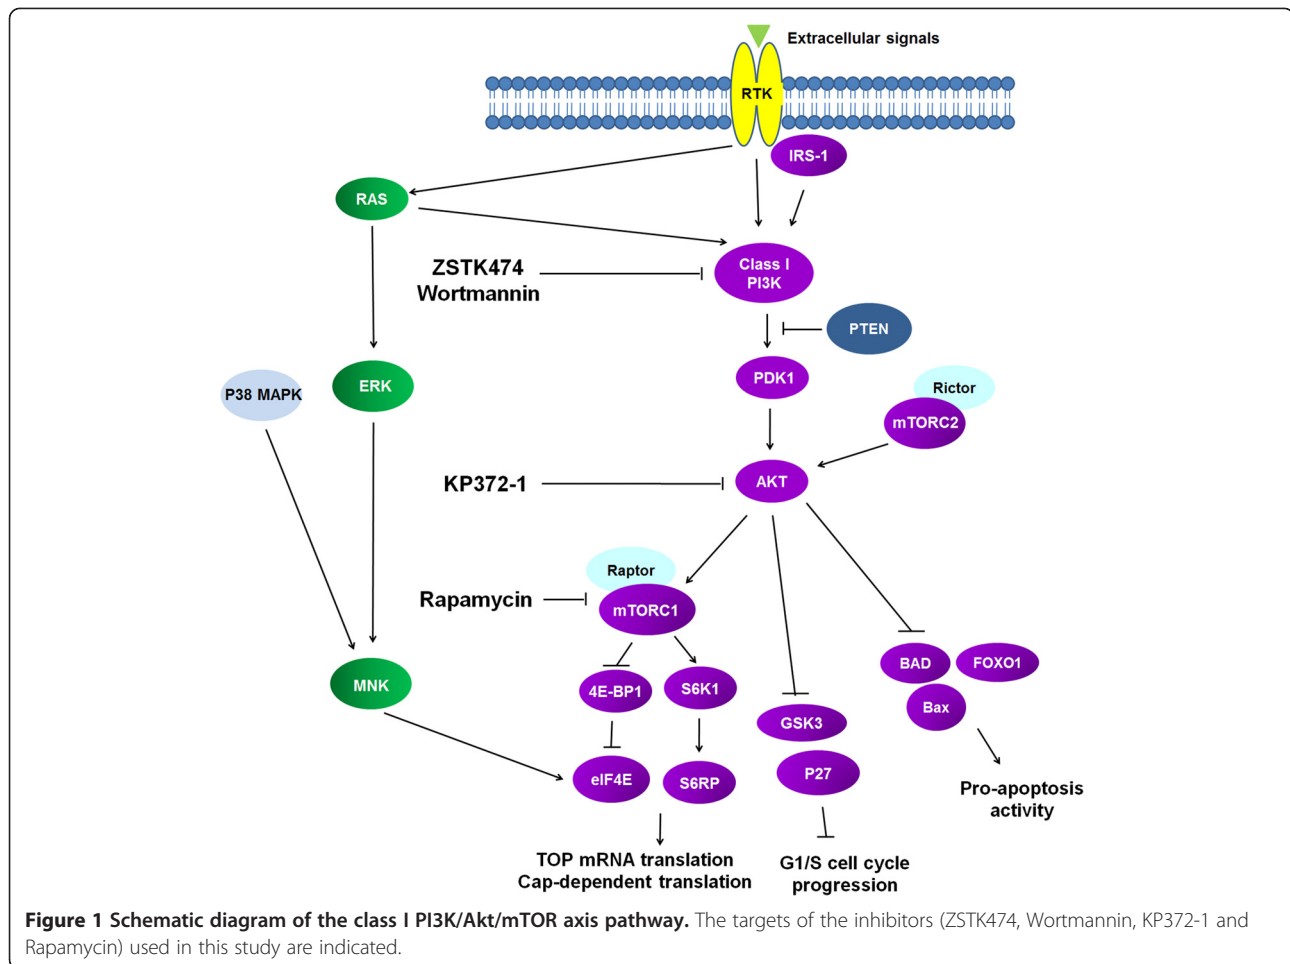 Extracellular signals
RTK
IRS-1
RAS
Class I
PI3K
ZSTK474
Wortmannin
PTEN
PDK1
P38 MAPK
ERK
Rictor
mTORC2
KP372-1
AKT
Raptor
Rapamycin
mTORC1
MNK
4E-BP1
S6K1
BAD
FOXO1
Bax
GSK3
eIF4E
S6RP
P27
Pro-apoptosis
activity
TOP mRNA translation
Cap-dependent translation
G1/S cell cycle
progression
Figure 1 Schematic diagram of the class I PI3K/Akt/mTOR axis pathway. The targets of the inhibitors (ZSTK474, Wortmannin, KP372-1 and
Rapamycin) used in this study are indicated.